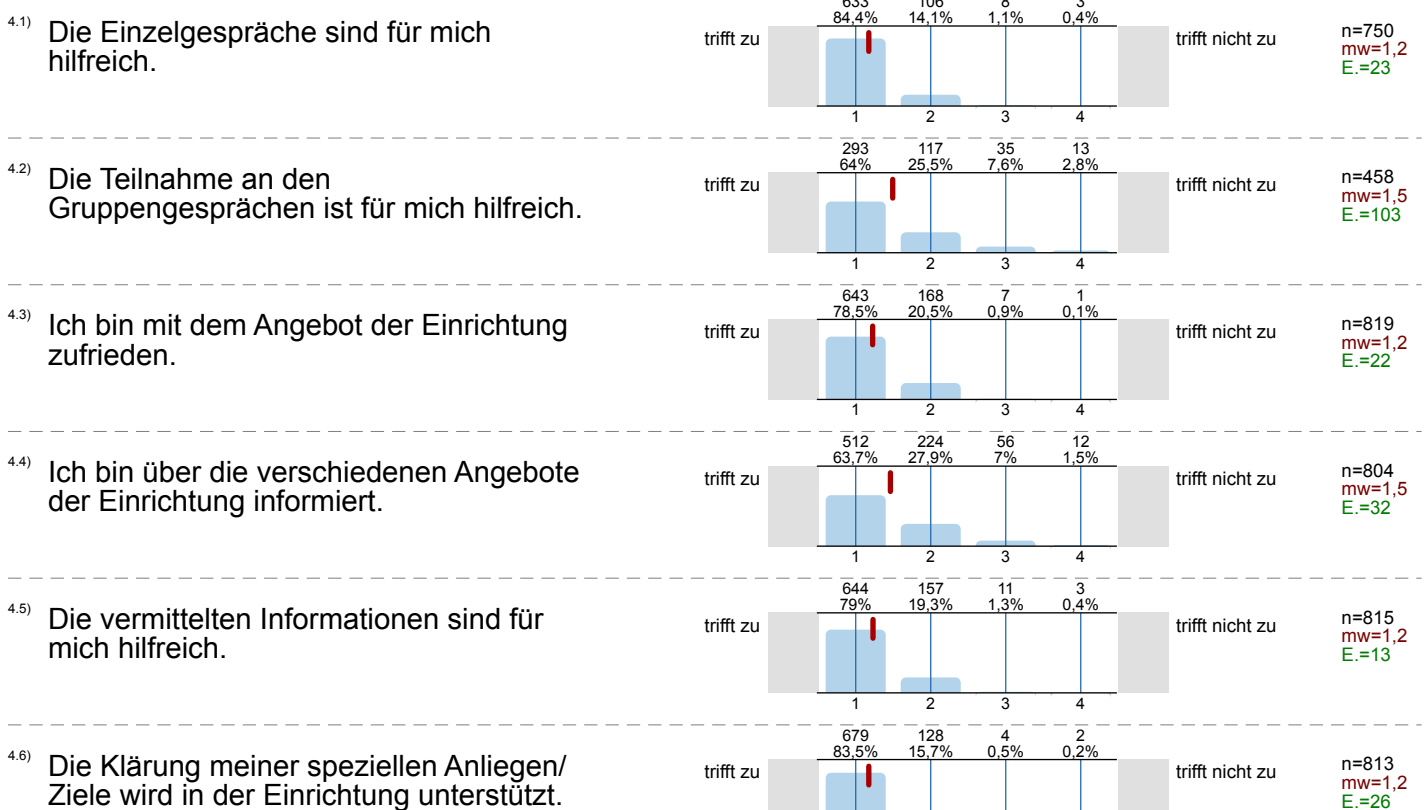 633 106 8 3
84,4% 14,1% 1,1% 0,4%
4.1) Die Einzelgespräche sind für mich
hilfreich.
trifft zu
trifft nicht zu
n=750
mw=1,2
E.=23
1 2 3 4
293 117 35 13
64% 25,5% 7,6% 2,8%
4.2) Die Teilnahme an den
Gruppengesprächen ist für mich hilfreich.
trifft zu
trifft nicht zu
n=458
mw=1,5
E.=103
1 2 3 4
643 168 7 1
78,5% 20,5% 0,9% 0,1%
4.3) Ich bin mit dem Angebot der Einrichtung
zufrieden.
trifft zu
trifft nicht zu
n=819
mw=1,2
E.=22
1 2 3 4
512 224 56 12
63,7% 27,9% 7% 1,5%
4.4) Ich bin über die verschiedenen Angebote
der Einrichtung informiert.
trifft zu
trifft nicht zu
n=804
mw=1,5
E.=32
1 2 3 4
644 157 11 3
79% 19,3% 1,3% 0,4%
4.5) Die vermittelten Informationen sind für
mich hilfreich.
trifft zu
trifft nicht zu
n=815
mw=1,2
E.=13
1 2 3 4
679 128 4 2
83,5% 15,7% 0,5% 0,2%
4.6) Die Klärung meiner speziellen Anliegen/
Ziele wird in der Einrichtung unterstützt.
trifft zu
trifft nicht zu
n=813
mw=1,2
E.=26